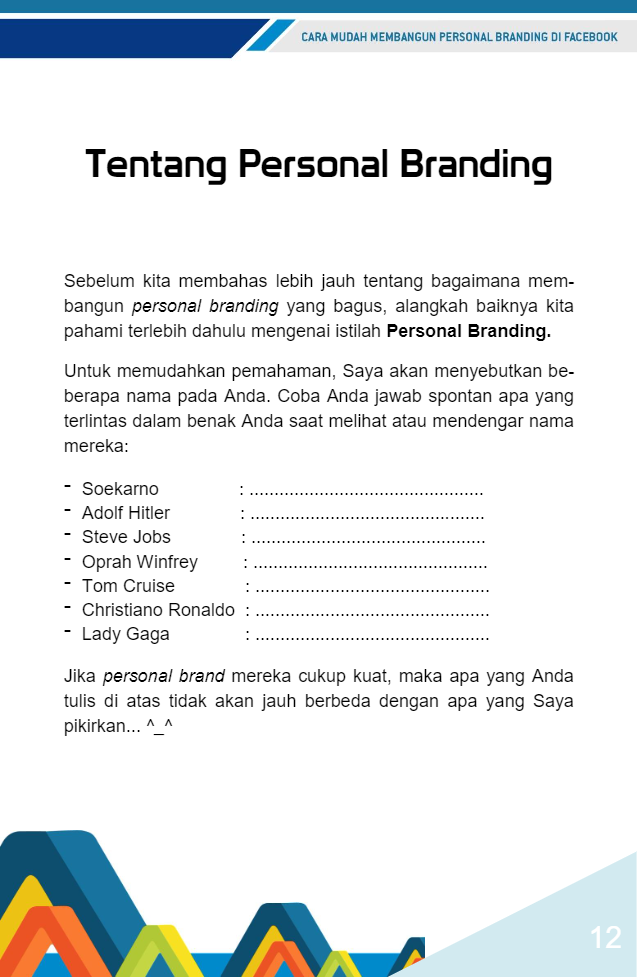 CARA MUDAH MEMBANGUN PERSONAL BRANDING DI FACEBOOK
Tentang Personal Branding
Sebelum kita membahas lebih jauh tentang bagaimana mem-
bangun personal branding yang bagus, alangkah baiknya kita
pahami terlebih dahulu mengenai istilah Personal Branding.
Untuk memudahkan pemahaman, Saya akan menyebutkan be-
berapa nama pada Anda. Coba Anda jawab spontan apa yang
terlintas dalam benak Anda saat melihat atau mendengar nama
mereka:
- Soekarno : ...............................................
- Adolf Hitler : ...............................................
- Steve Jobs : ...............................................
- Oprah Winfrey : ...............................................
- Tom Cruise : ...............................................
- Christiano Ronaldo : ...............................................
- Lady Gaga : ...............................................
Jika personal brand mereka cukup kuat, maka apa yang Anda
tulis di atas tidak akan jauh berbeda dengan apa yang Saya
pikirkan... ^_^
12